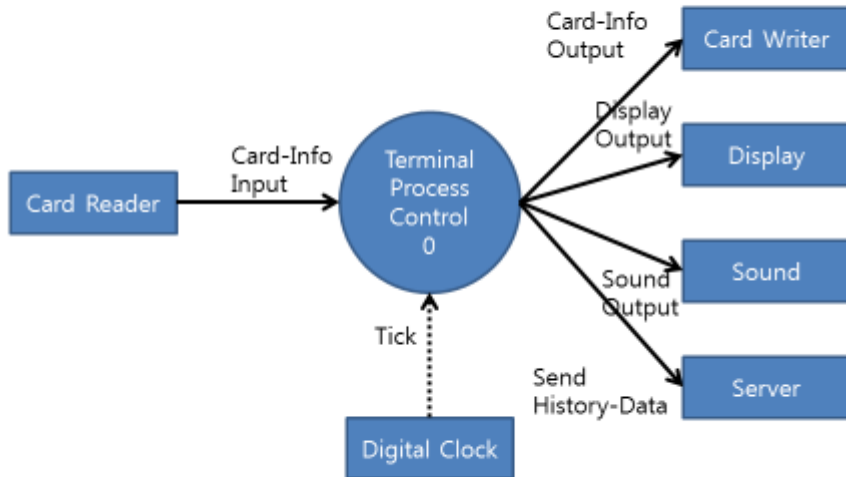 Card Reader
Card-Info
Input
Terminal
Process
Control
0
Tick
Digital Clock
Card-Info
Output
Card Writer
Display
Output
Display
Sound
Output
Sound
Send
History-Data
Server